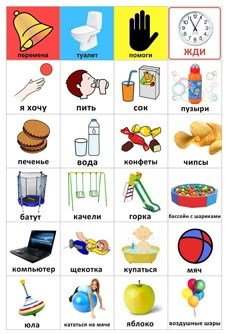 перемена туалет помоги ЖДИ
я хочу пить сок пузыри
печенье вода конфеты чипсы
батут качели горка бассейн с шариками
компьютер щекотка купаться мяч
юла кататься на мяче яблоко воздушные шары